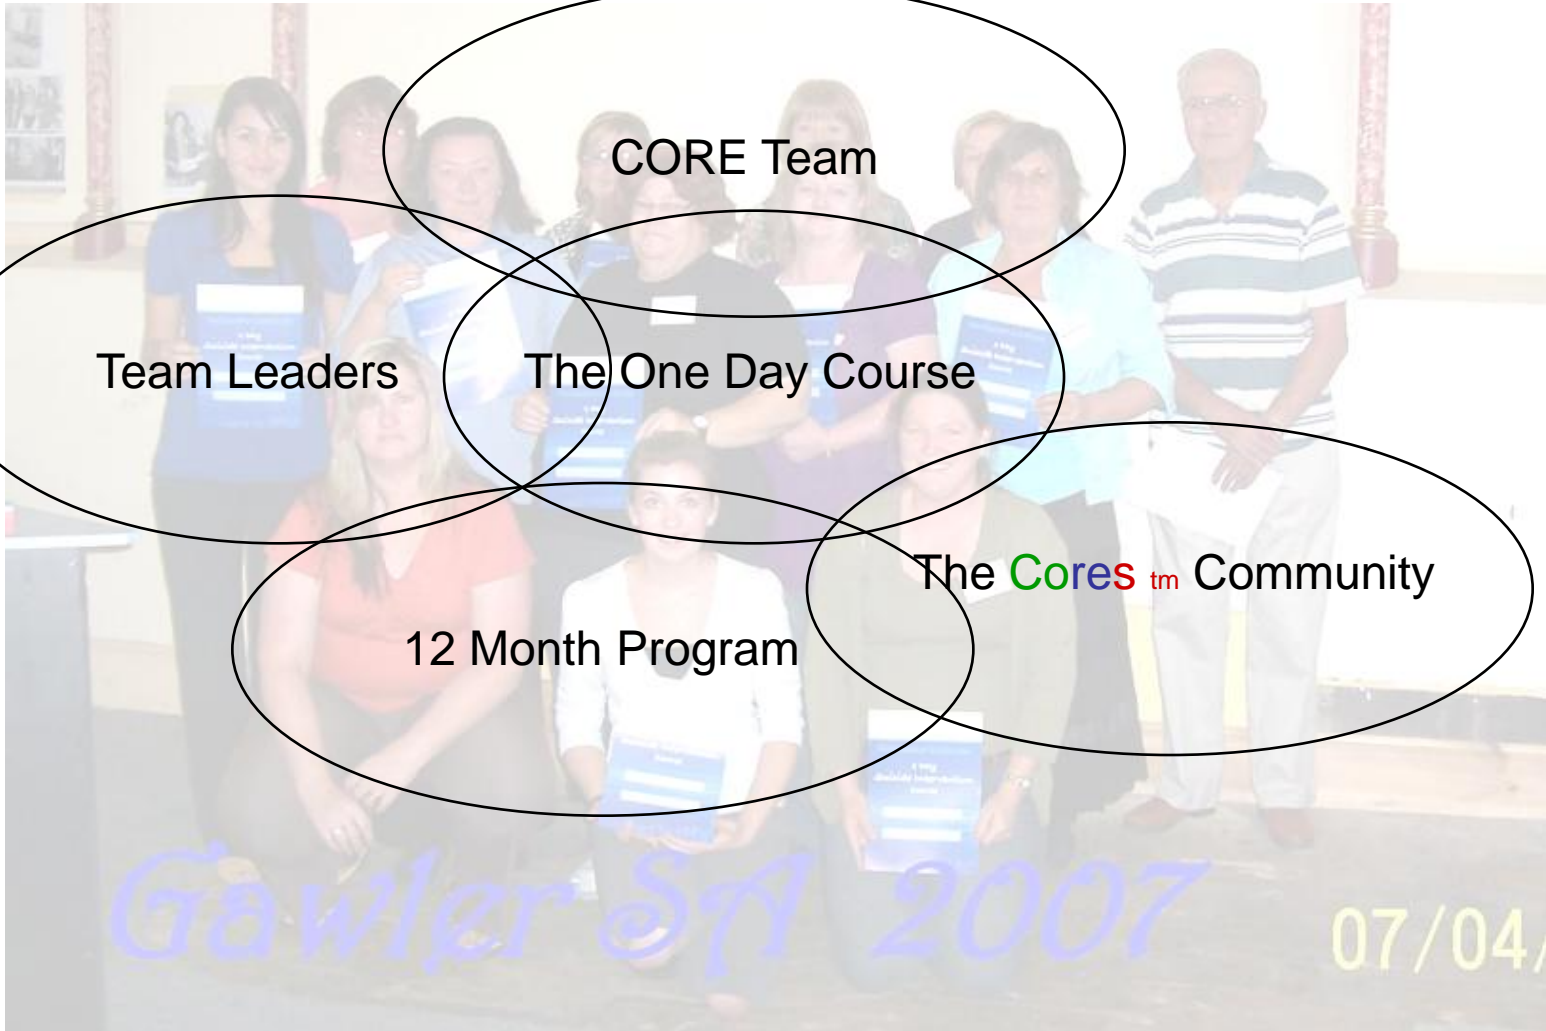 CORE Team
Team Leaders
The One Day Course
The Cores tm Community
12 Month Program
Gawler SA 2007
07/04/